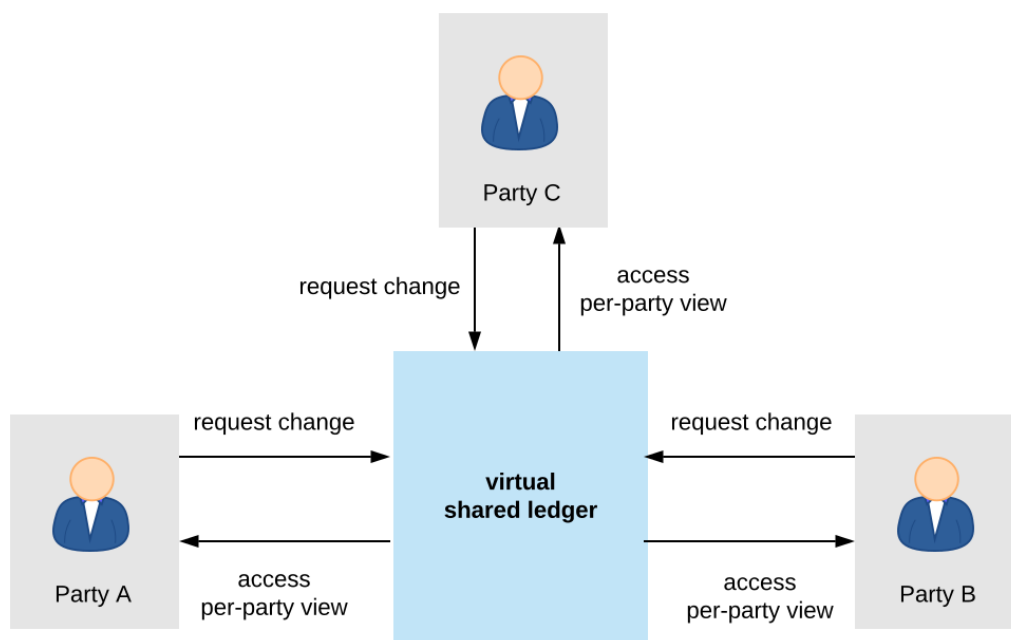 Party C
request change
access
per-party view
request change
request change
virtual
shared ledger
Party A
access
per-party view
access
per-party view
Party B